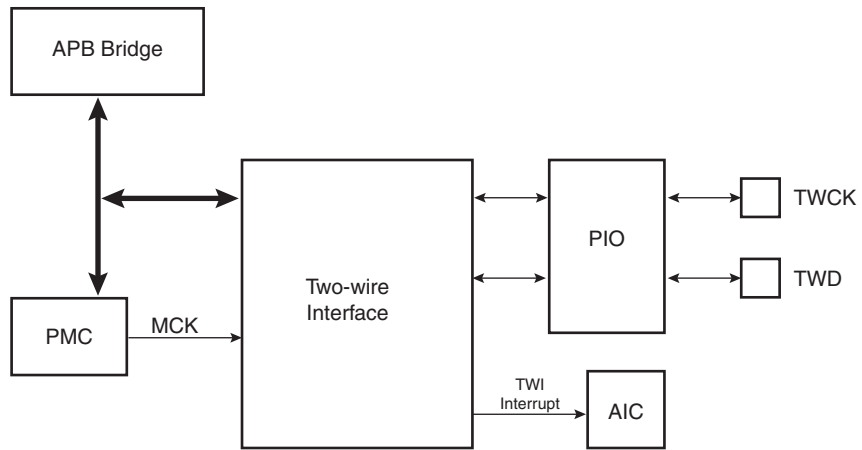 APB Bridge
TWCK
PIO
Two-wire
Interface
TWD
PMC
MCK
TWI
Interrupt
AIC